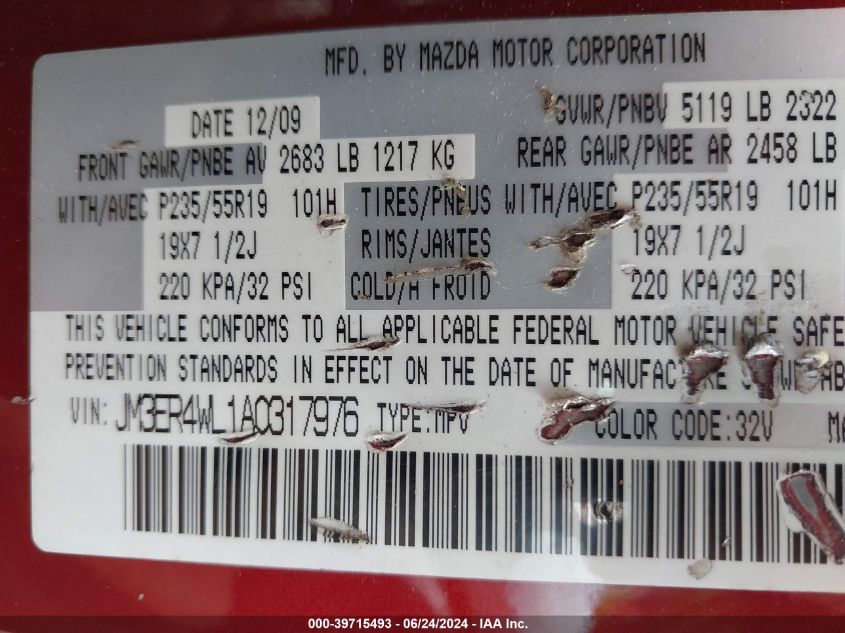 MFD. BY MAZDA MOTOR CORPORATION
DATE 12/09 GVWR/PNBV 5119 LB 2322
FRONT GAWR/PNBE AV 2683 LB 1217 KG REAR GAWR/PNBE AR 2458 LB
WITH/AVEC P235/55R19 101H TIRES/PNEUS WITH/AVEC P235/55R19 101H
19X7 1/2J RIMS/JANTES 19X7 1/2J
220 KPA/32 PSI COLD/A FROID 220 KPA/32 PSI
THIS VEHICLE CONFORMS TO ALL APPLICABLE FEDERAL MOTOR VEHICLE SAFE
PREVENTION STANDARDS IN EFFECT ON THE DATE OF MANUFACTURE SHOWN AB
VIN: JM3ER4WL1A0317976 TYPE:MPV COLOR CODE:32V MA
000-39715493 - 06/24/2024 - IAA Inc.